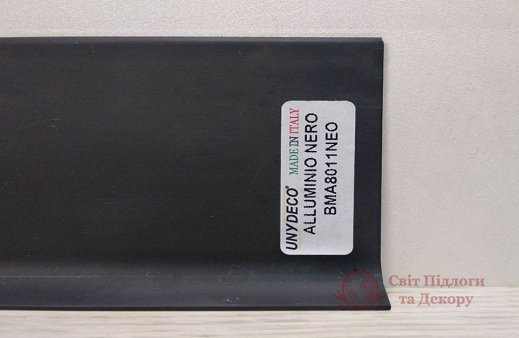 UNYDECO® MADE IN ITALY
ALLUMINIO NERO
BMA8011NEO
Світ Підлоги
та Декору